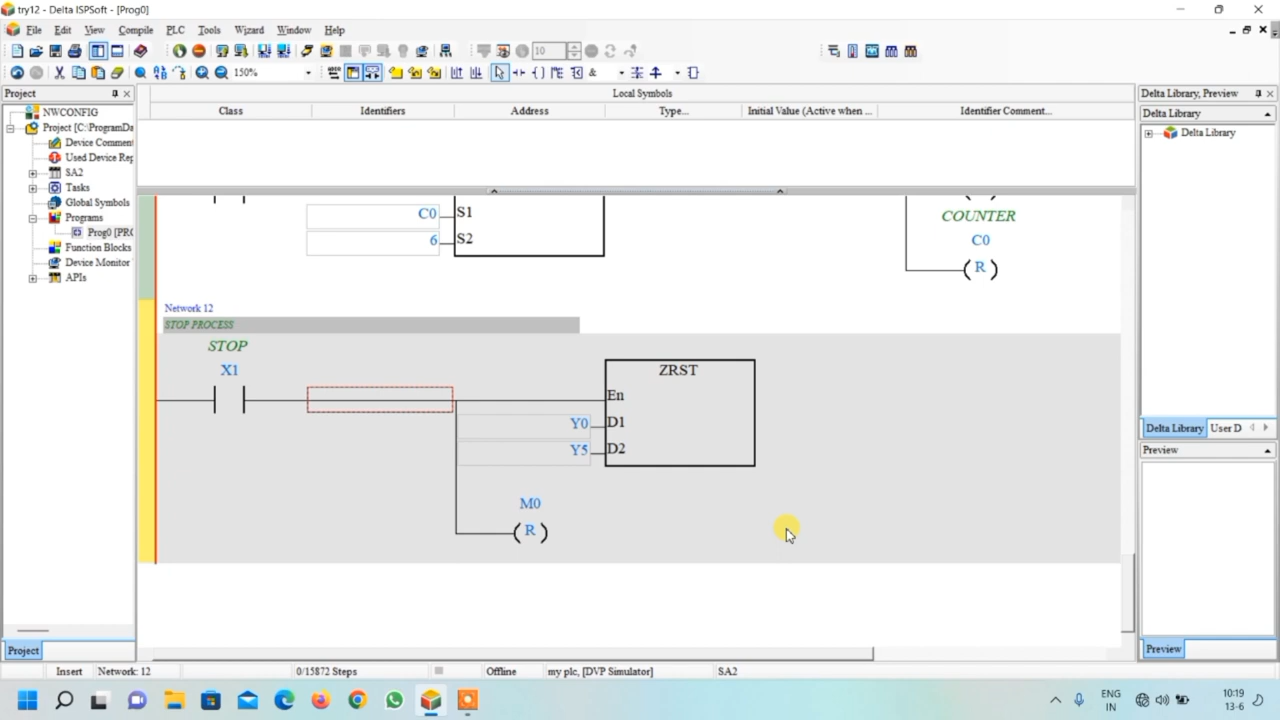 try12 - Delta ISPSoft - [Prog0]
File Edit View Compile PLC Tools Wizard Window Help
10
150%
&
Project
NWCONFIG
Project [C:\ProgramDa
Device Commen
Used Device Rep
SA2
Tasks
Global Symbols
Programs
Prog0 [PRO
Function Blocks
Device Monitor
APIs
Project
Local Symbols
Class Identifiers Address Type... Initial Value (Active when ... Identifier Comment...
C0 S1
6 S2
COUNTER
C0
( R )
Network 12
STOP PROCESS
STOP
X1
ZRST
En
Y0 D1
Y5 D2
M0
( R )
Delta Library, Preview
Delta Library
Delta Library
Delta Library User D
Preview
Preview
Insert Network: 12 0/15872 Steps Offline my plc, [DVP Simulator] SA2
ENG
IN
10:19
13-6